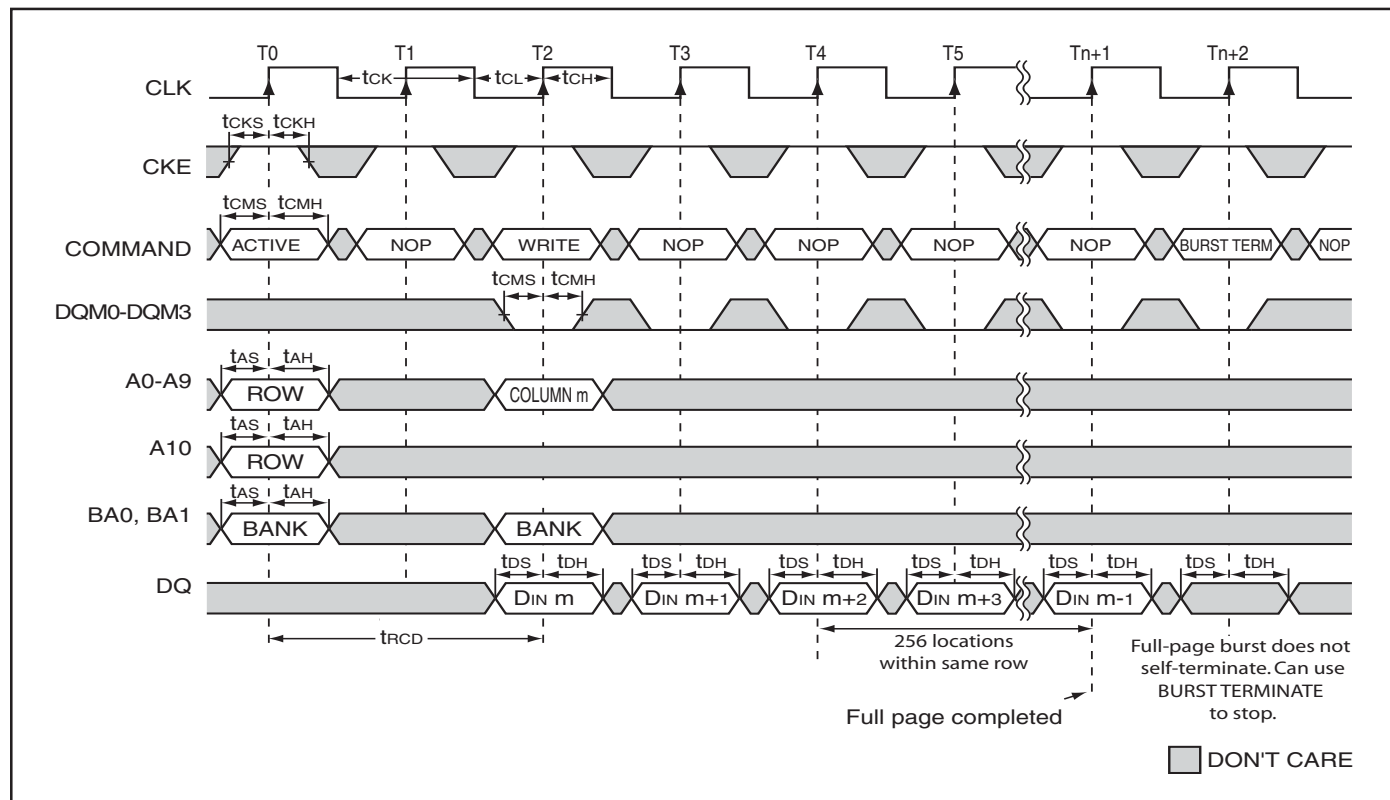 T0 T1 T2 T3 T4 T5 Tn+1 Tn+2
CLK
tCK tCL tCH
tCKS tCKH
CKE
tCMS tCMH
COMMAND
ACTIVE NOP WRITE NOP NOP NOP NOP BURST TERM NOP
tCMS tCMH
DQM0-DQM3
tAS tAH
A0-A9
ROW COLUMN m
tAS tAH
A10
ROW
tAS tAH
BA0, BA1
BANK BANK
tDS tDH tDS tDH tDS tDH tDS tDH tDS tDH tDS tDH
DQ
DIN m DIN m+1 DIN m+2 DIN m+3 DIN m-1
tRCD
256 locations
within same row
Full page completed
Full-page burst does not
self-terminate. Can use
BURST TERMINATE
to stop.
DON'T CARE